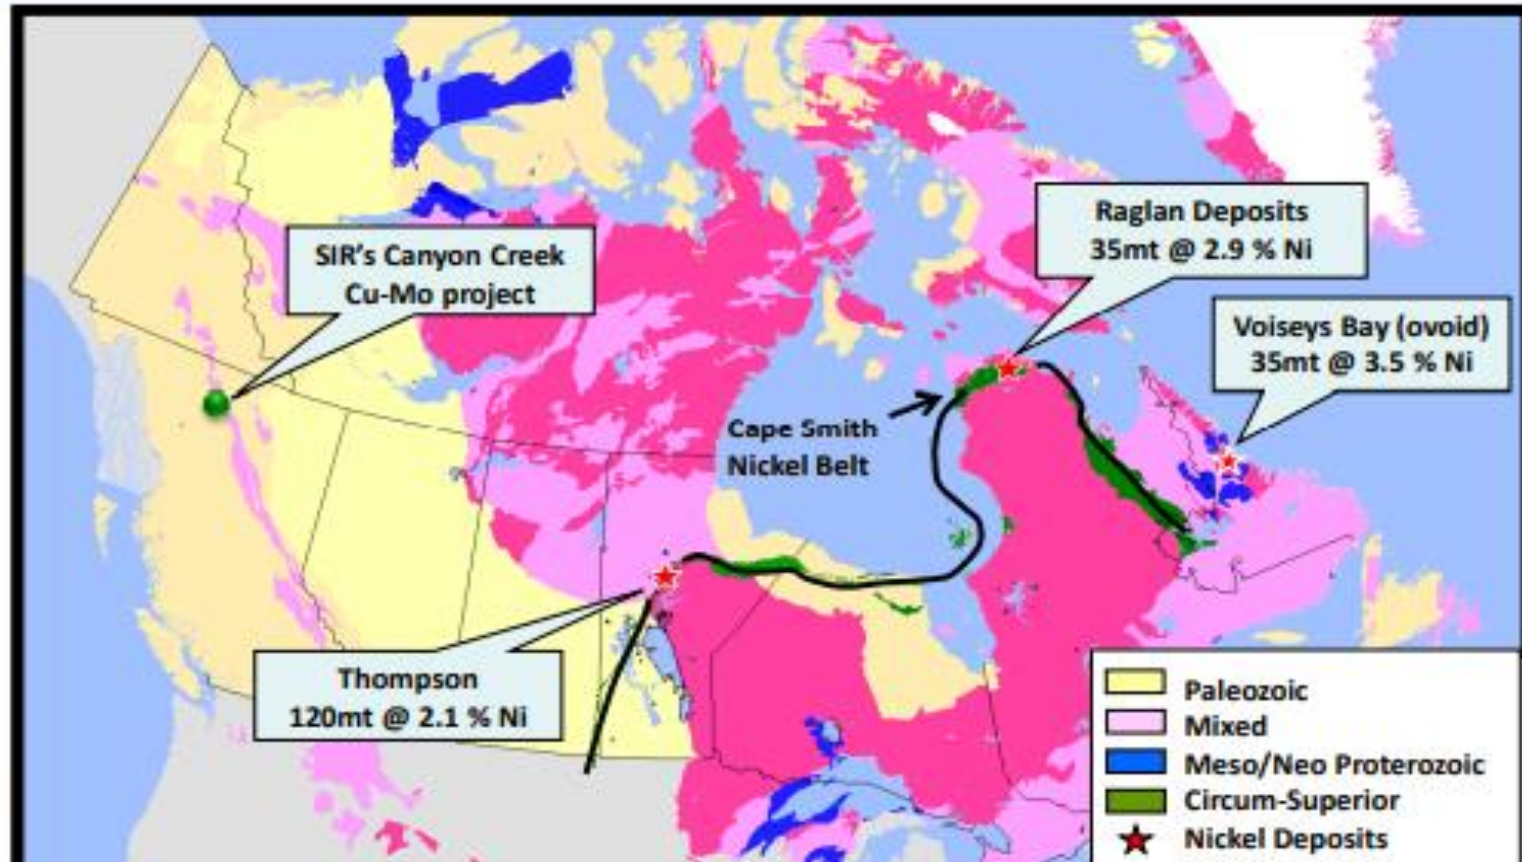 SIR's Canyon Creek
Cu-Mo project
Raglan Deposits
35mt @ 2.9 % Ni
Voiseys Bay (ovoid)
35mt @ 3.5 % Ni
Cape Smith
Nickel Belt
Thompson
120mt @ 2.1 % Ni
Paleozoic
Mixed
Meso/Neo Proterozoic
Circum-Superior
Nickel Deposits